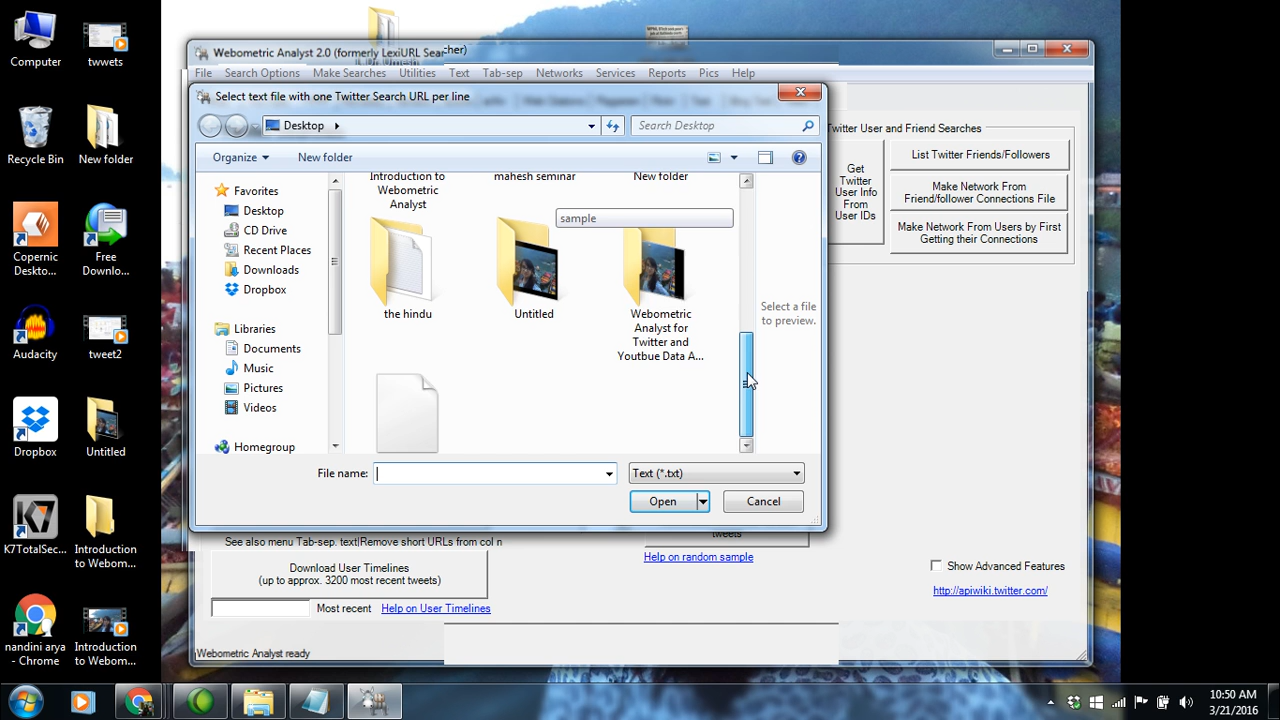 Computer
twvets
Recycle Bin
New folder
Copernic
Deskto...
Free
Downlo...
Audacity
tweet2
Dropbox
Untitled
K7TotalSec...
Introduction
to Webom...
nandini arya
- Chrome
Introduction
to Webom...
Webometric Analyst 2.0 (formerly LexiURL Sear
cher)
File
Search Options
Make Searches
Utilities
Text
Tab-sep
Networks
Services
Reports
Pics
Help
Select text file with one Twitter Search URL per line
Desktop
Search Desktop
Organize
New folder
Favorites
Desktop
CD Drive
Recent Places
Downloads
Dropbox
Libraries
Documents
Music
Pictures
Videos
Homegroup
Introduction to
Webometric
Analyst
mahesh seminar
New folder
sample
the hindu
Untitled
Webometric
Analyst for
Twitter and
Youtbue Data A...
Select a file
to preview.
File name:
Text (*.txt)
Open
Cancel
Twitter User and Friend Searches
Get
Twitter
User Info
From
User IDs
List Twitter Friends/Followers
Make Network From
Friend/follower Connections File
Make Network From Users by First
Getting their Connections
See also menu Tab-sep. text|Remove short URLs from col n
Download User Timelines
(up to approx. 3200 most recent tweets)
Most recent
Help on User Timelines
tweets
Help on random sample
Show Advanced Features
http://apiwiki.twitter.com/
Webometric Analyst ready
10:50 AM
3/21/2016